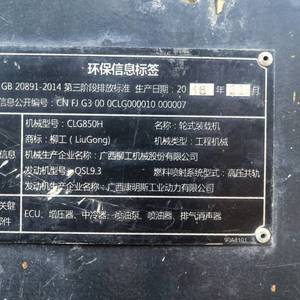 环保信息标签
GB 20891-2014 第三阶段排放标准 生产日期: 20 年 月
信息公开编号: CN FJ G3 00 0CLG000010 000007
机械型号: CLG850H 名称: 轮式装载机
商标: 柳工 (LiuGong) 机械类型: 工程机械
机械生产企业名称: 广西柳工机械股份有限公司
发动机型号: QSL9.3 燃料喷射系统型式: 高压共轨
发动机生产企业名称: 广西康明斯工业动力有限公司
关键
ECU、增压器、中冷器、喷油泵、喷油器、排气消声器
部件